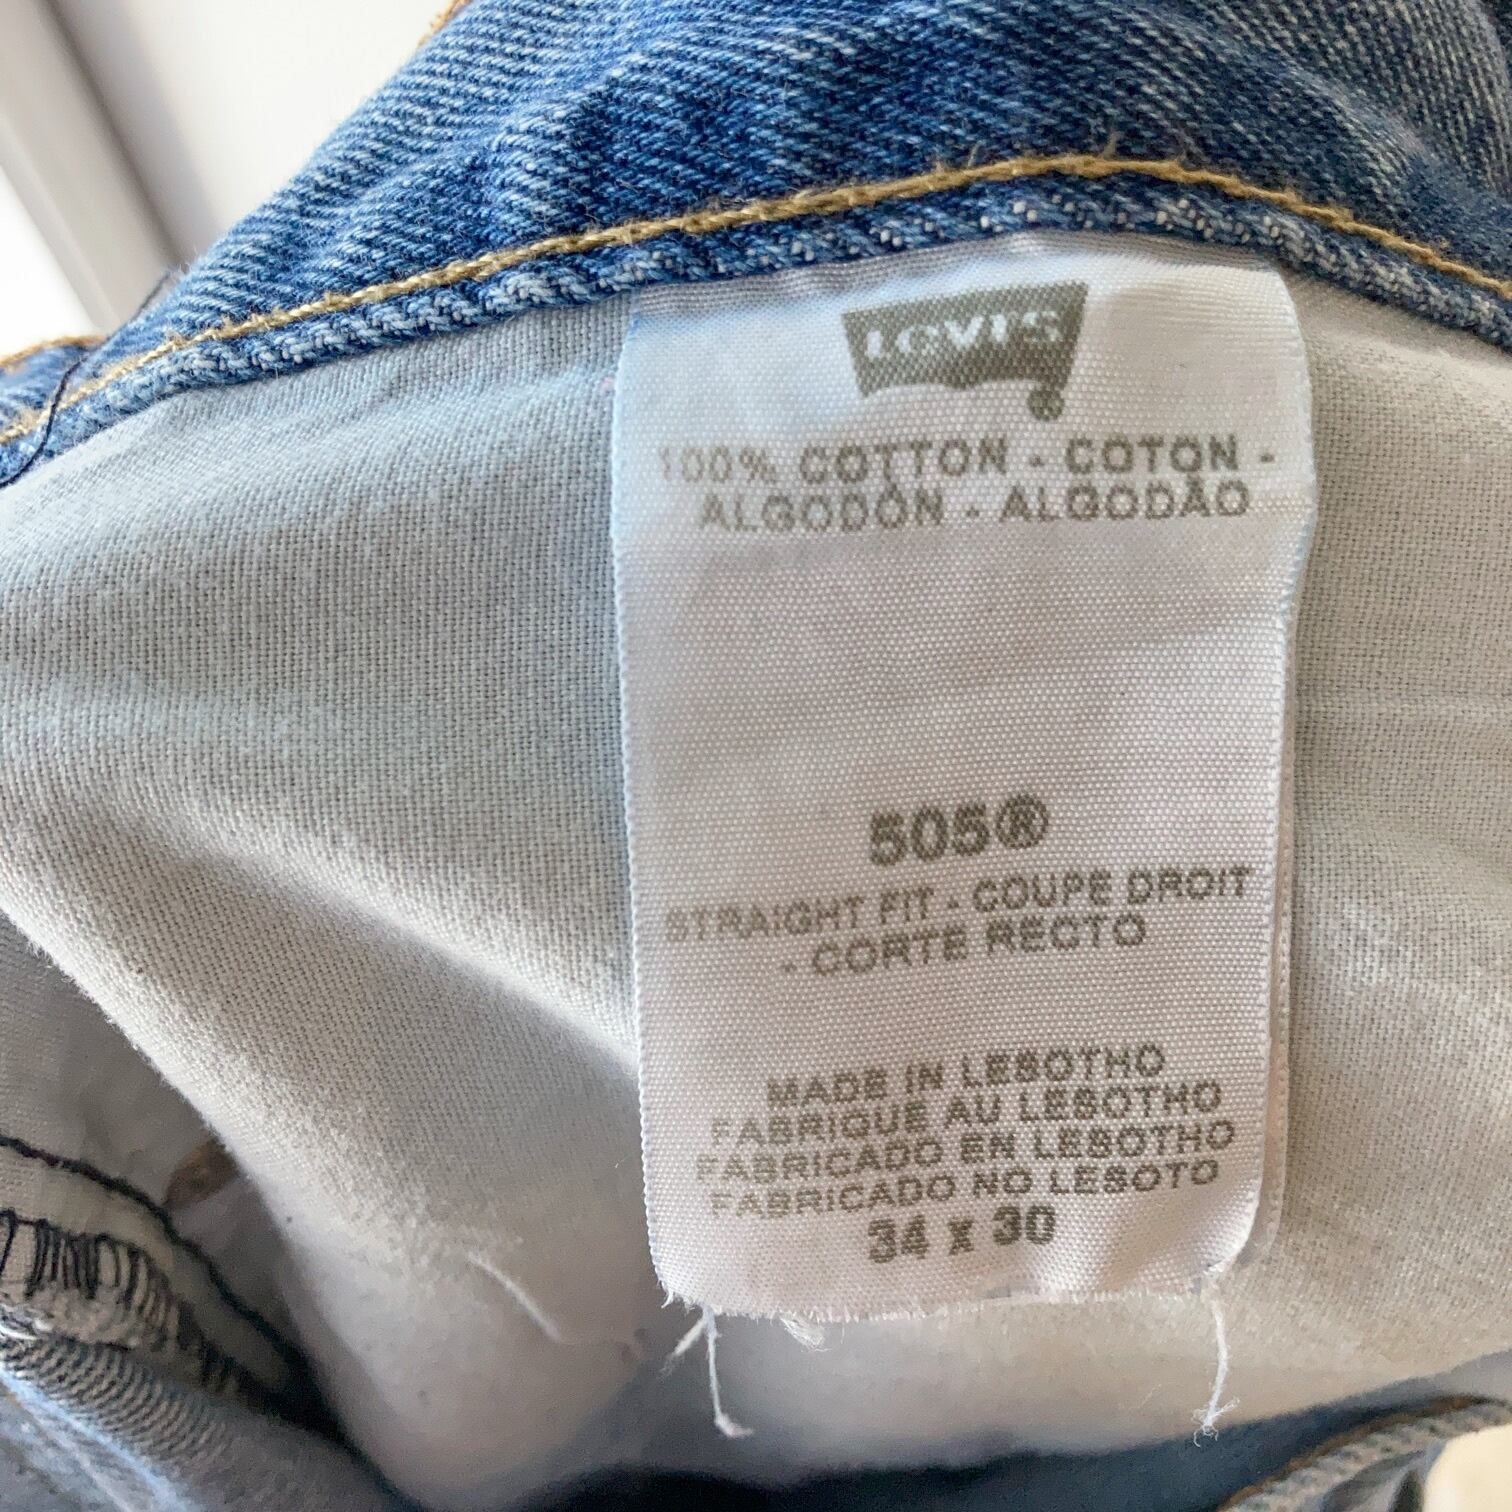 Levi's
100% COTTON - COTON -
ALGODÓN - ALGODÃO
505®
STRAIGHT FIT - COUPE DROIT
- CORTE RECTO
MADE IN LESOTHO
FABRIQUE AU LESOTHO
FABRICADO EN LESOTHO
FABRICADO NO LESOTO
34 x 30